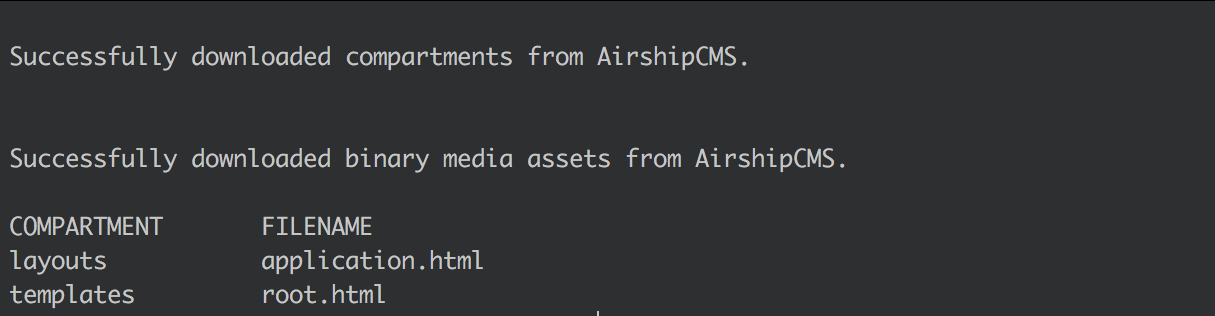 Successfully downloaded compartments from AirshipCMS.
Successfully downloaded binary media assets from AirshipCMS.
COMPARTMENT FILENAME
layouts application.html
templates root.html